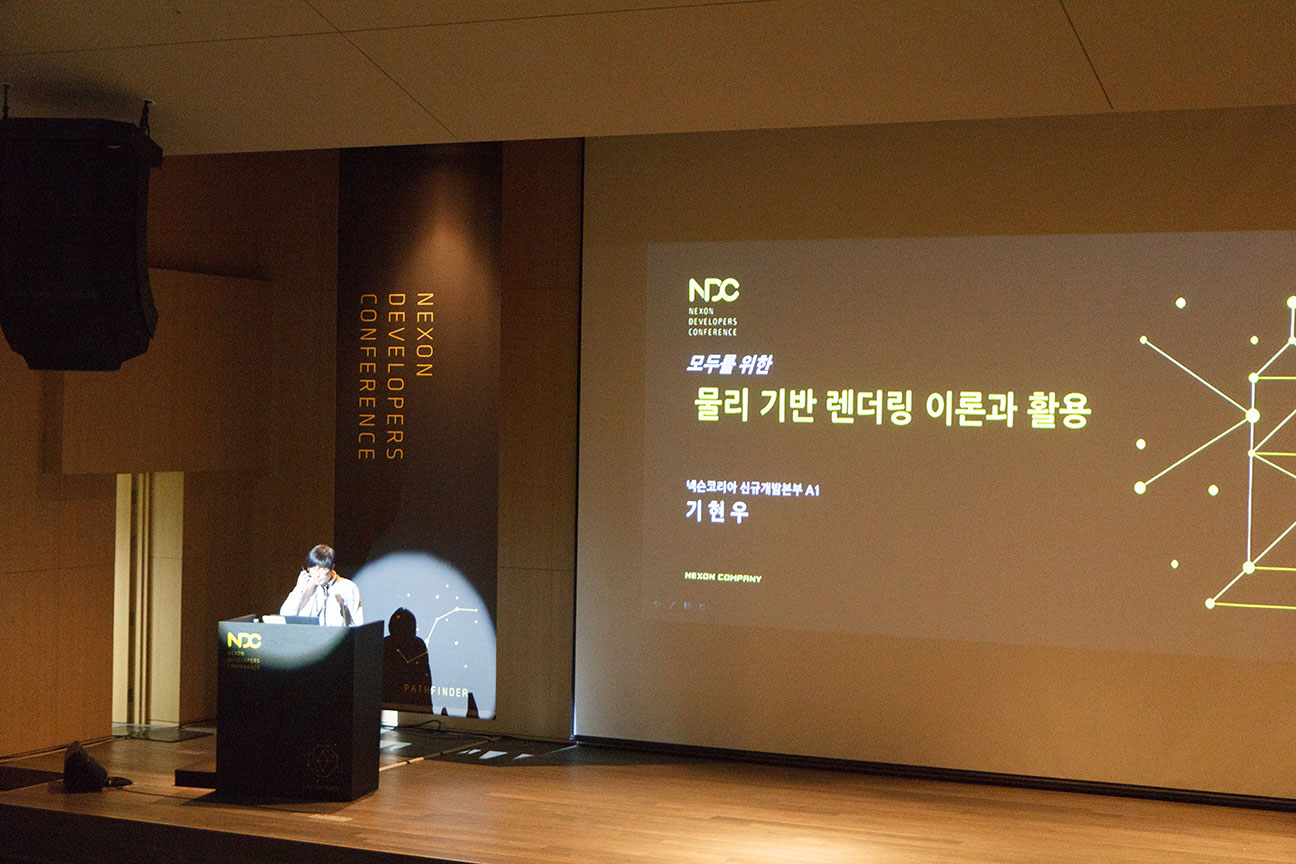 NEXON
DEVELOPERS
CONFERENCE
PATHFINDER
NDC
NEXON
DEVELOPERS
CONFERENCE
NDC
NEXON
DEVELOPERS
CONFERENCE
모두를 위한
물리 기반 렌더링 이론과 활용
넥슨코리아 신규개발본부 A1
기현우
NEXON COMPANY